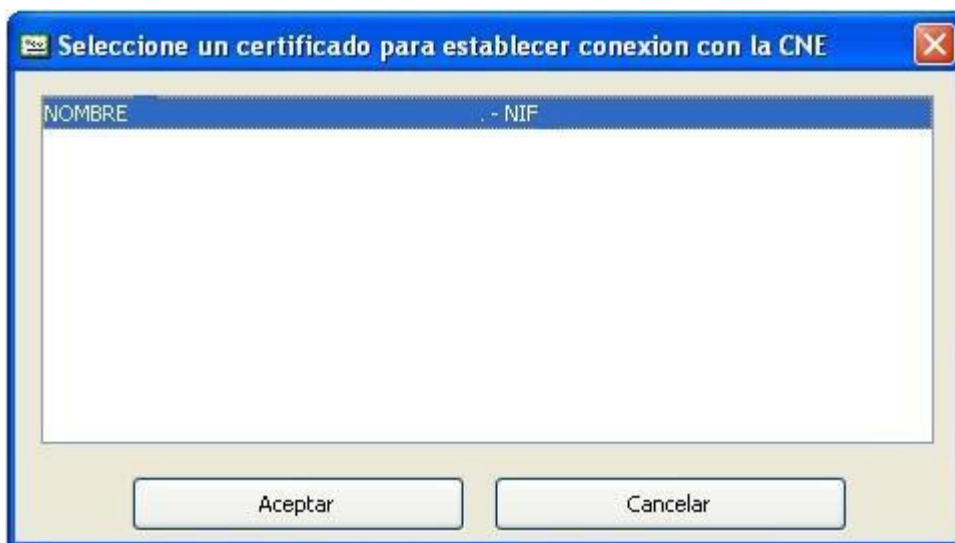 Seleccione un certificado para establecer conexion con la CNE
NOMBRE . - NIF
Aceptar Cancelar